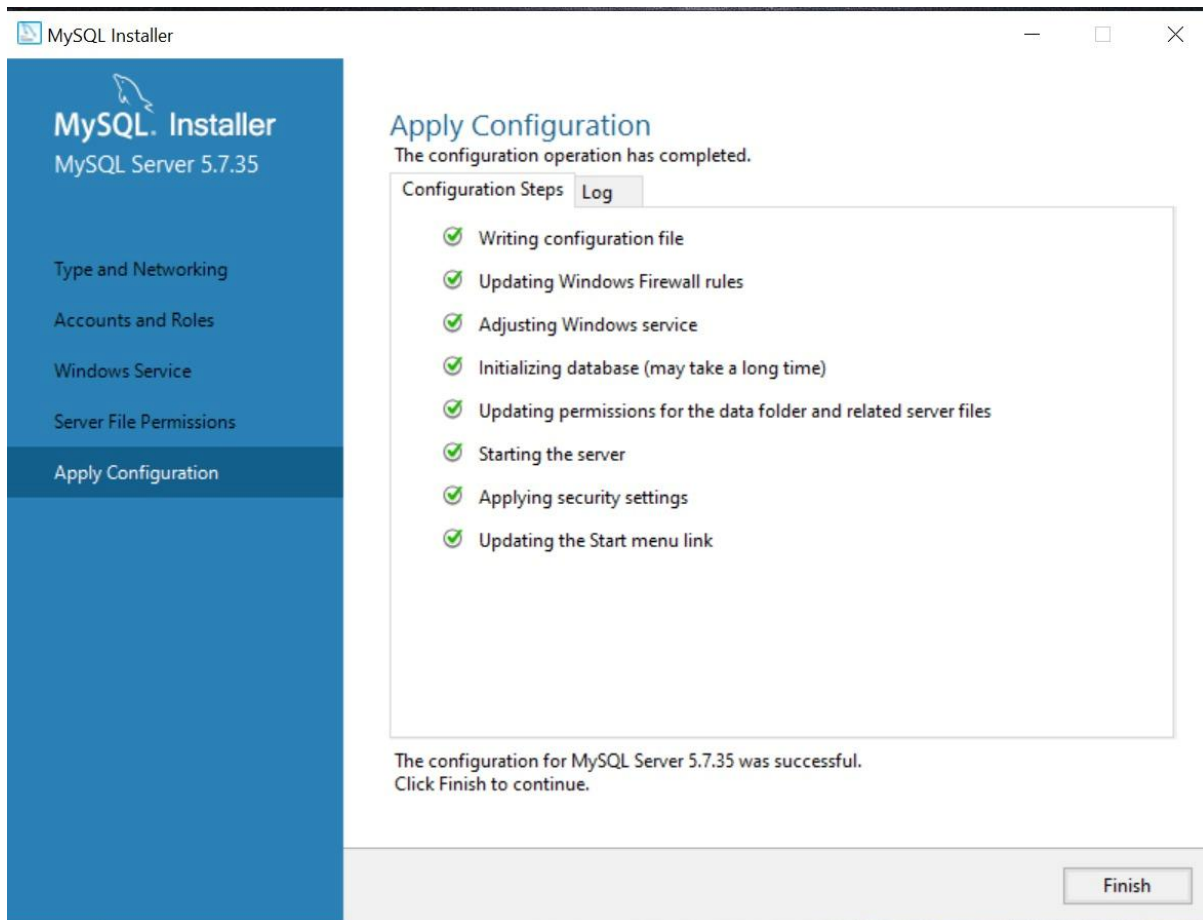 MySQL Installer
MySQL. Installer
MySQL Server 5.7.35
Type and Networking
Accounts and Roles
Windows Service
Server File Permissions
Apply Configuration
Apply Configuration
The configuration operation has completed.
Configuration Steps
Log
Writing configuration file
Updating Windows Firewall rules
Adjusting Windows service
Initializing database (may take a long time)
Updating permissions for the data folder and related server files
Starting the server
Applying security settings
Updating the Start menu link
The configuration for MySQL Server 5.7.35 was successful.
Click Finish to continue.
Finish